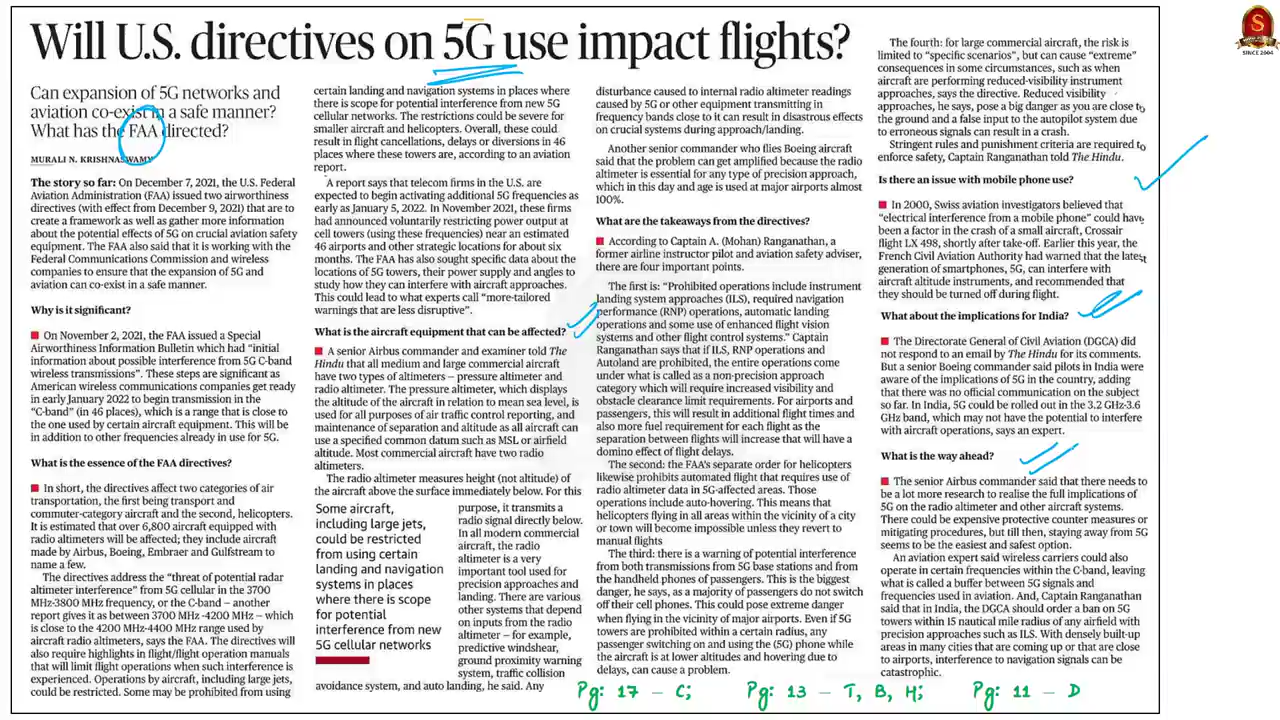 Will U.S. directives on 5G use impact flights?
Can expansion of 5G networks and
aviation co-exist in a safe manner?
What has the FAA directed?
MURALI N. KRISHNASWAMY
The story so far: On December 7, 2021, the U.S. Federal
Aviation Administration (FAA) issued two airworthiness
directives (with effect from December 9, 2021) that are to
create a framework as well as gather more information
about the potential effects of 5G on crucial aviation safety
equipment. The FAA also said that it is working with the
Federal Communications Commission and wireless
companies to ensure that the expansion of 5G and
aviation can co-exist in a safe manner.
Why is it significant?
On November 2, 2021, the FAA issued a Special
Airworthiness Information Bulletin which had “initial
information about possible interference from 5G C-band
wireless transmissions”. These steps are significant as
American wireless communications companies get ready
in early January 2022 to begin transmission in the
“C-band” (in 46 places), which is a range that is close to
the one used by certain aircraft equipment. This will be
in addition to other frequencies already in use for 5G.
What is the essence of the FAA directives?
In short, the directives affect two categories of air
transportation, the first being transport and
commuter-category aircraft and the second, helicopters.
It is estimated that over 6,800 aircraft equipped with
radio altimeters will be affected; they include aircraft
made by Airbus, Boeing, Embraer and Gulfstream to
name a few.
The directives address the “threat of potential radar
altimeter interference” from 5G cellular in the 3700
MHz-3800 MHz frequency, or the C-band – another
report gives it as between 3700 MHz -4200 MHz – which
is close to the 4200 MHz-4400 MHz range used by
aircraft radio altimeters, says the FAA. The directives will
also require highlights in flight/flight operation manuals
that will limit flight operations when such interference is
experienced. Operations by aircraft, including large jets,
could be restricted. Some may be prohibited from using
certain landing and navigation systems in places where
there is scope for potential interference from new 5G
cellular networks. The restrictions could be severe for
smaller aircraft and helicopters. Overall, these could
result in flight cancellations, delays or diversions in 46
places where these towers are, according to an aviation
report.
A report says that telecom firms in the U.S. are
expected to begin activating additional 5G frequencies as
early as January 5, 2022. In November 2021, these firms
had announced voluntarily restricting power output at
cell towers (using these frequencies) near an estimated
46 airports and other strategic locations for about six
months. The FAA has also sought specific data about the
locations of 5G towers, their power supply and angles to
study how they can interfere with aircraft approaches.
This could lead to what experts call “more-tailored
warnings that are less disruptive”.
What is the aircraft equipment that can be affected?
A senior Airbus commander and examiner told The
Hindu that all medium and large commercial aircraft
have two types of altimeters – pressure altimeter and
radio altimeter. The pressure altimeter, which displays
the altitude of the aircraft in relation to mean sea level, is
used for all purposes of air traffic control reporting, and
maintenance of separation and altitude as all aircraft can
use a specified common datum such as MSL or airfield
altitude. Most commercial aircraft have two radio
altimeters.
The radio altimeter measures height (not altitude) of
the aircraft above the surface immediately below. For this
purpose, it transmits a
radio signal directly below.
In all modern commercial
aircraft, the radio
altimeter is a very
important tool used for
precision approaches and
landing. There are various
other systems that depend
on inputs from the radio
altimeter – for example,
predictive windshear,
ground proximity warning
system, traffic collision
avoidance system, and auto landing, he said. Any
Some aircraft,
including large jets,
could be restricted
from using certain
landing and navigation
systems in places
where there is scope
for potential
interference from new
5G cellular networks
disturbance caused to internal radio altimeter readings
caused by 5G or other equipment transmitting in
frequency bands close to it can result in disastrous effects
on crucial systems during approach/landing.
Another senior commander who flies Boeing aircraft
said that the problem can get amplified because the radio
altimeter is essential for any type of precision approach,
which in this day and age is used at major airports almost
100%.
What are the takeaways from the directives?
According to Captain A. (Mohan) Ranganathan, a
former airline instructor pilot and aviation safety adviser,
there are four important points.
The first is: “Prohibited operations include instrument
landing system approaches (ILS), required navigation
performance (RNP) operations, automatic landing
operations and some use of enhanced flight vision
systems and other flight control systems.” Captain
Ranganathan says that if ILS, RNP operations and
Autoland are prohibited, the entire operations come
under what is called as a non-precision approach
category which will require increased visibility and
obstacle clearance limit requirements. For airports and
passengers, this will result in additional flight times and
also more fuel requirement for each flight as the
separation between flights will increase that will have a
domino effect of flight delays.
The second: the FAA’s separate order for helicopters
likewise prohibits automated flight that requires use of
radio altimeter data in 5G-affected areas. Those
operations include auto-hovering. This means that
helicopters flying in all areas within the vicinity of a city
or town will become impossible unless they revert to
manual flights
The third: there is a warning of potential interference
from both transmissions from 5G base stations and from
the handheld phones of passengers. This is the biggest
danger, he says, as a majority of passengers do not switch
off their cell phones. This could pose extreme danger
when flying in the vicinity of major airports. Even if 5G
towers are prohibited within a certain radius, any
passenger switching on and using the (5G) phone while
the aircraft is at lower altitudes and hovering due to
delays, can cause a problem.
The fourth: for large commercial aircraft, the risk is
limited to “specific scenarios”, but can cause “extreme”
consequences in some circumstances, such as when
aircraft are performing reduced-visibility instrument
approaches, says the directive. Reduced visibility
approaches, he says, pose a big danger as you are close to
the ground and a false input to the autopilot system due
to erroneous signals can result in a crash.
Stringent rules and punishment criteria are required to
enforce safety, Captain Ranganathan told The Hindu.
Is there an issue with mobile phone use?
In 2000, Swiss aviation investigators believed that
“electrical interference from a mobile phone” could have
been a factor in the crash of a small aircraft, Crossair
flight LX 498, shortly after take-off. Earlier this year, the
French Civil Aviation Authority had warned that the latest
generation of smartphones, 5G, can interfere with
aircraft altitude instruments, and recommended that
they should be turned off during flight.
What about the implications for India?
The Directorate General of Civil Aviation (DGCA) did
not respond to an email by The Hindu for its comments.
But a senior Boeing commander said pilots in India were
aware of the implications of 5G in the country, adding
that there was no official communication on the subject
so far. In India, 5G could be rolled out in the 3.2 GHz-3.6
GHz band, which may not have the potential to interfere
with aircraft operations, says an expert.
What is the way ahead?
The senior Airbus commander said that there needs to
be a lot more research to realise the full implications of
5G on the radio altimeter and other aircraft systems.
There could be expensive protective counter measures or
mitigating procedures, but till then, staying away from 5G
seems to be the easiest and safest option.
An aviation expert said wireless carriers could also
operate in certain frequencies within the C-band, leaving
what is called a buffer between 5G signals and
frequencies used in aviation. And, Captain Ranganathan
said that in India, the DGCA should order a ban on 5G
towers within 15 nautical mile radius of any airfield with
precision approaches such as ILS. With densely built-up
areas in many cities that are coming up or that are close
to airports, interference to navigation signals can be
catastrophic.
Pg: 17 – C; Pg: 13 – T, B, H; Pg: 11 – D
S
SINCE 2004